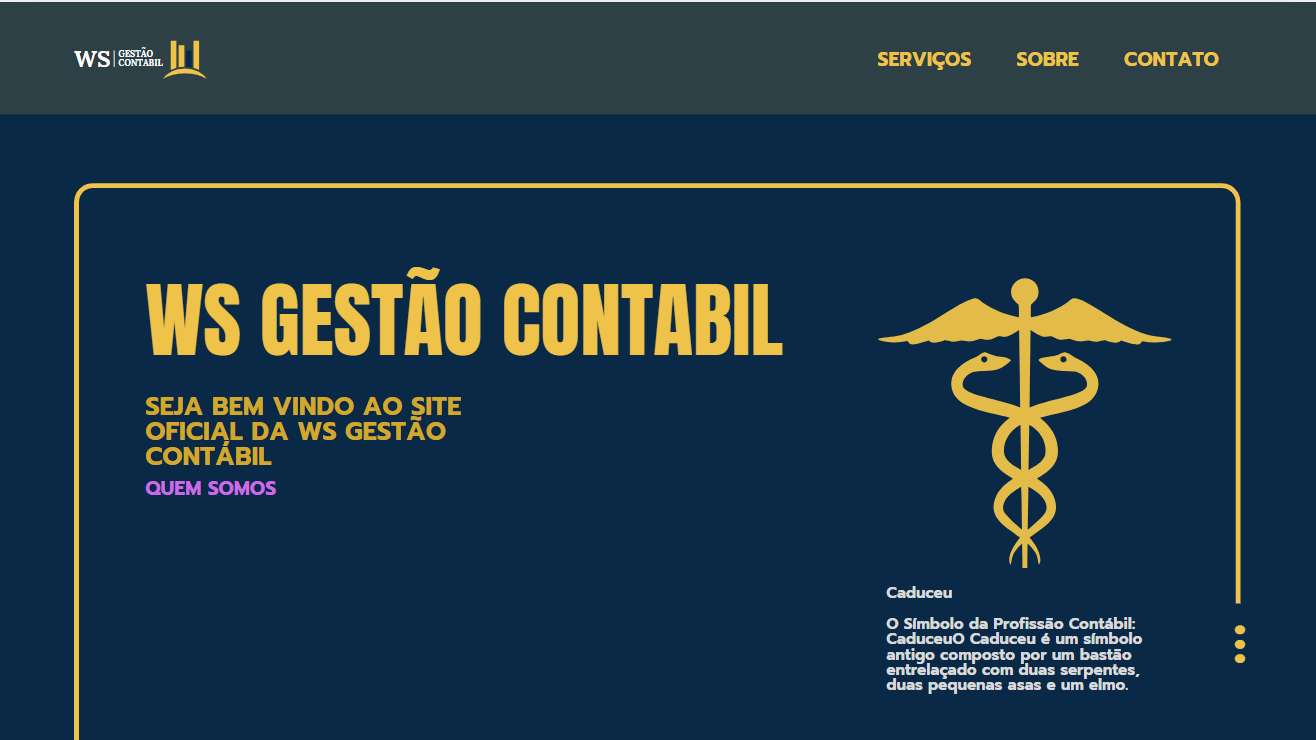 WS GESTÃO
CONTABIL
SERVIÇOS SOBRE CONTATO
WS GESTÃO CONTABIL
SEJA BEM VINDO AO SITE
OFICIAL DA WS GESTÃO
CONTÁBIL
QUEM SOMOS
Caduceu
O Símbolo da Profissão Contábil:
CaduceuO Caduceu é um símbolo
antigo composto por um bastão
entrelaçado com duas serpentes,
duas pequenas asas e um elmo.